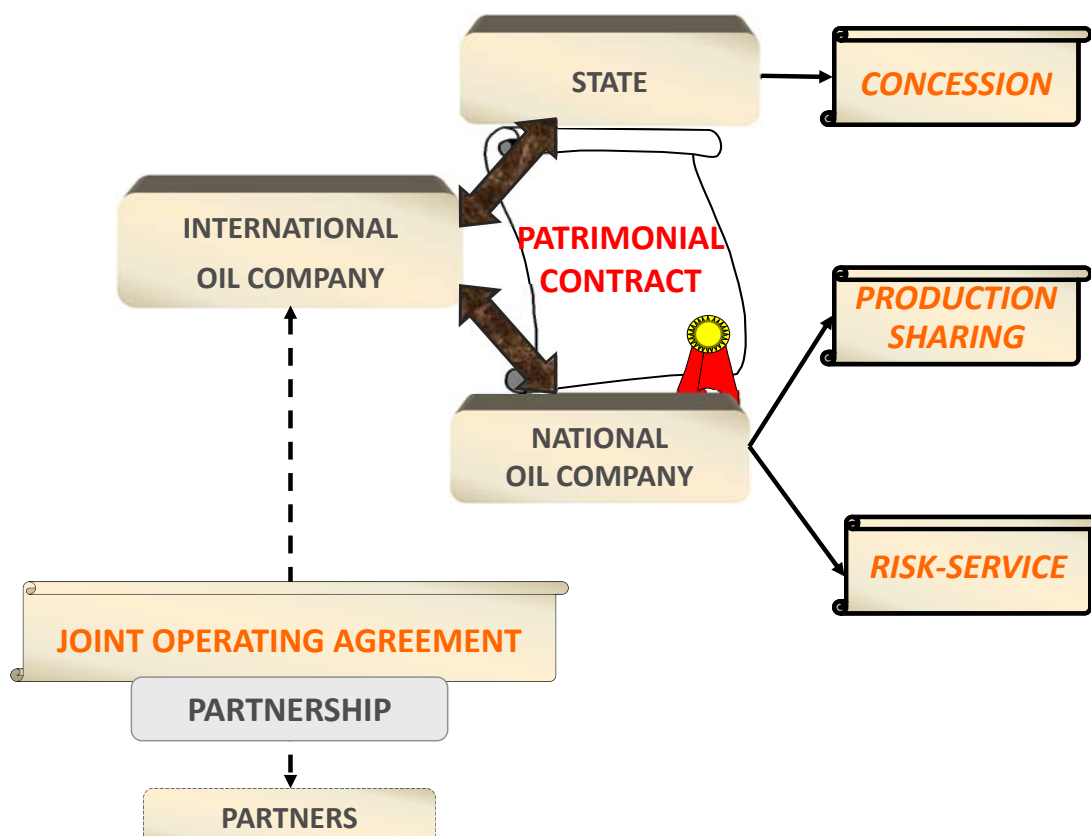 STATE
CONCESSION
INTERNATIONAL
OIL COMPANY
PATRIMONIAL
CONTRACT
PRODUCTION
SHARING
NATIONAL
OIL COMPANY
RISK-SERVICE
JOINT OPERATING AGREEMENT
PARTNERSHIP
PARTNERS